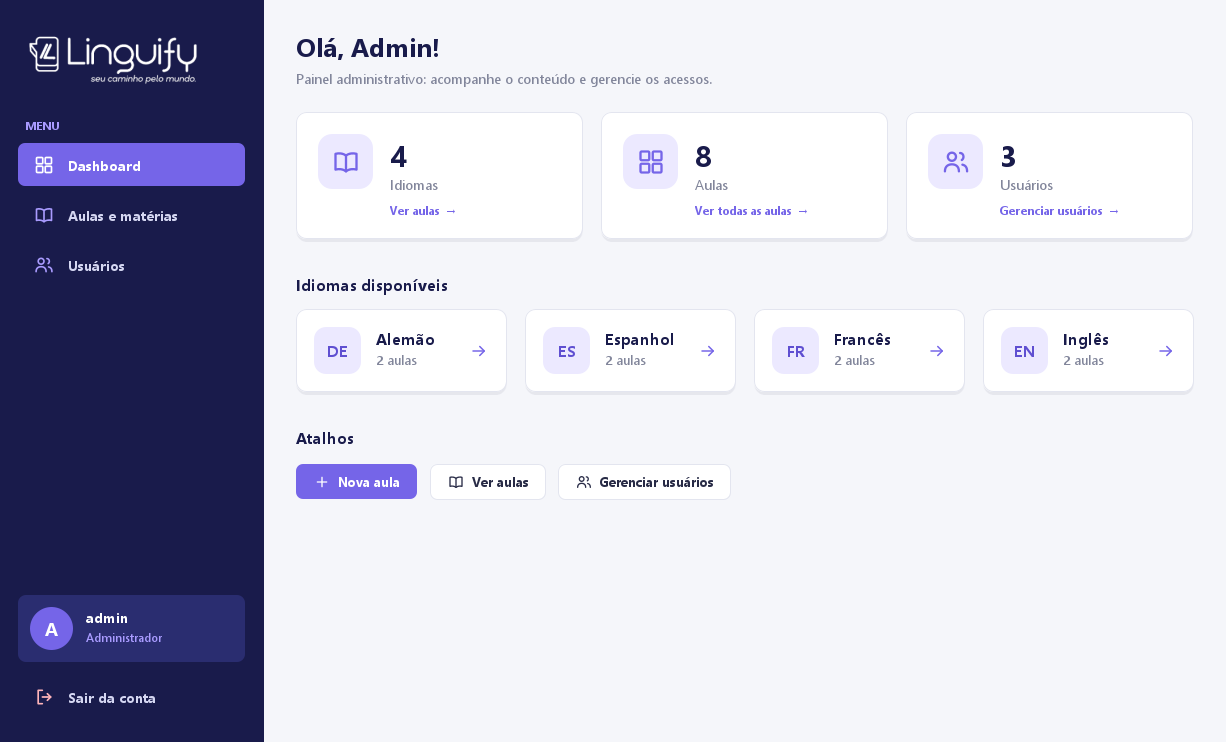 Linguify
seu caminho pelo mundo.
MENU
Dashboard
Aulas e matérias
Usuários
admin
A
Administrador
Sair da conta
Olá, Admin!
Painel administrativo: acompanhe o conteúdo e gerencie os acessos.
4
Idiomas
Ver aulas →
8
Aulas
Ver todas as aulas →
3
Usuários
Gerenciar usuários →
Idiomas disponíveis
DE
Alemão
2 aulas
ES
Espanhol
2 aulas
FR
Francês
2 aulas
EN
Inglês
2 aulas
Atalhos
Nova aula
Ver aulas
Gerenciar usuários